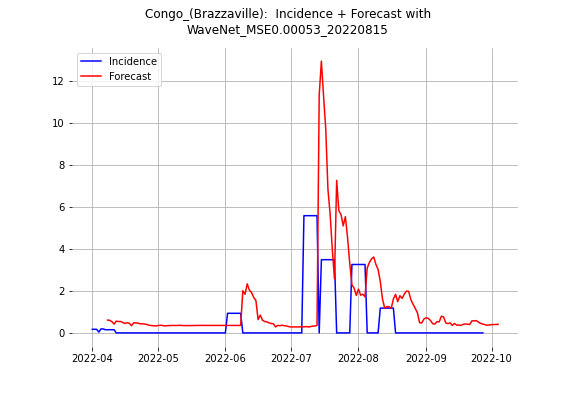 Congo_(Brazzaville):  Incidence + Forecast with
WaveNet_MSE0.00053_20220815
Incidence
Forecast
12
10
8
6
4
2
0
2022-04 2022-05 2022-06 2022-07 2022-08 2022-09 2022-10